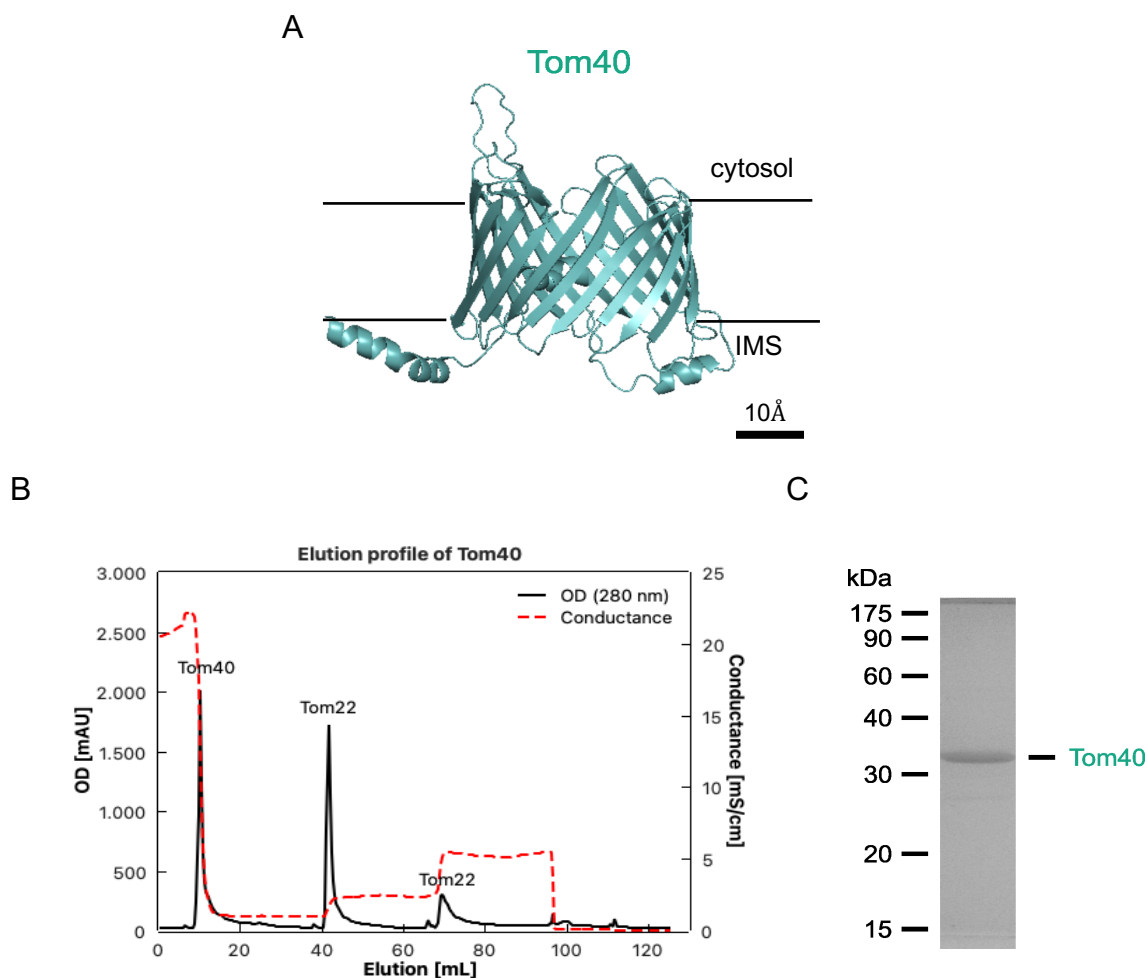 A
Tom40
cytosol
IMS
10Å
B
Elution profile of Tom40
3.000
2.500
2.000
1.500
1.000
500
0
OD [mAU]
Tom40
Tom22
Tom22
OD (280 nm)
Conductance
25
20
15
10
5
0
Conductance [mS/cm]
0 20 40 60 80 100 120
Elution [mL]
C
kDa
175
90
60
40
30
20
15
Tom40